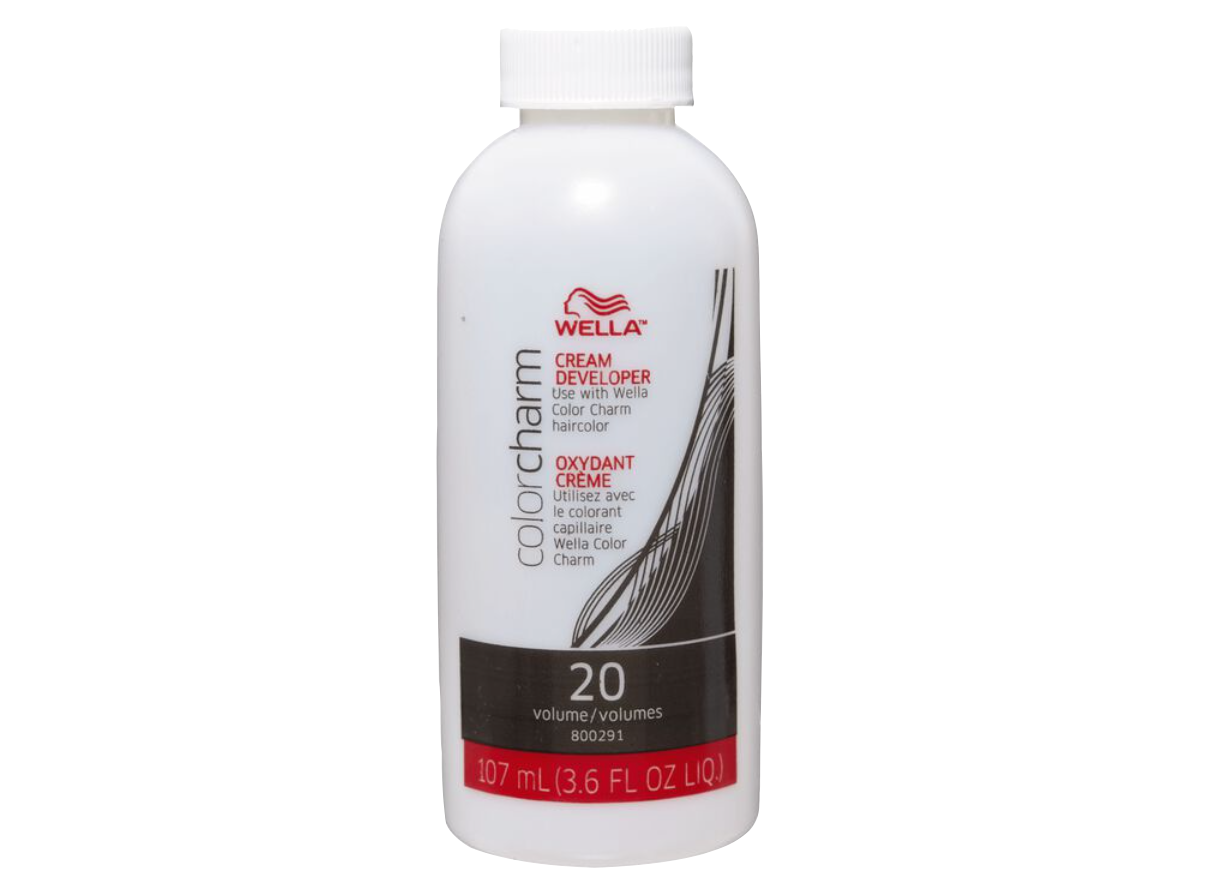 WELLA™
colorcharm
CREAM
DEVELOPER
Use with Wella
Color Charm
haircolor
OXYDANT
CRÈME
Utilisez avec
le colorant
capillaire
Wella Color
Charm
20
volume/volumes
800291
107 mL (3.6 FL OZ LIQ.)